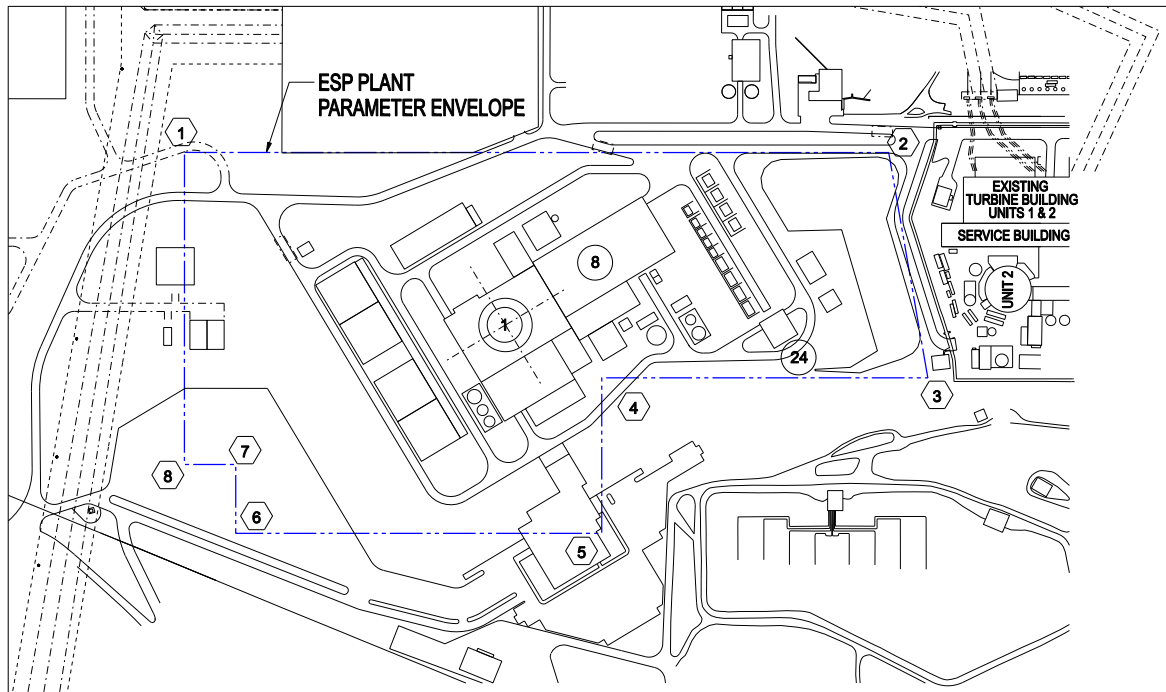 ESP PLANT
PARAMETER ENVELOPE
1
2
EXISTING
TURBINE BUILDING
UNITS 1 & 2
SERVICE BUILDING
8
UNIT 2
1
24
3
4
7
8
6
5